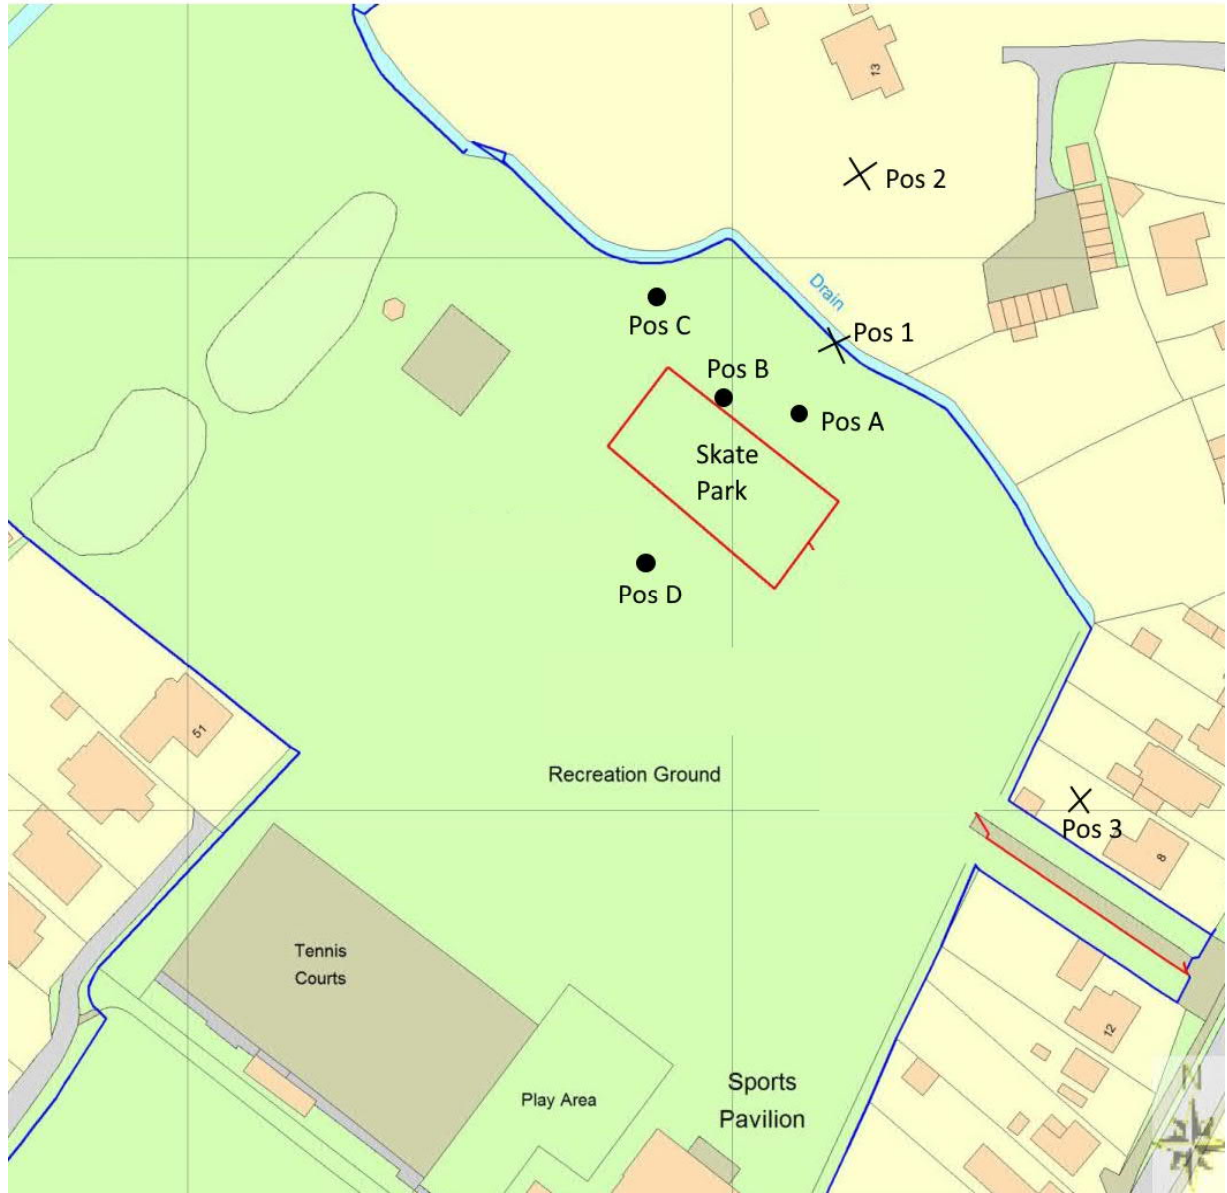 13
Pos 2
Drain
Pos C
Pos 1
Pos B
Pos A
Skate
Park
Pos D
51
Recreation Ground
Pos 3
8
Tennis
Courts
12
Play Area
Sports
Pavilion
N